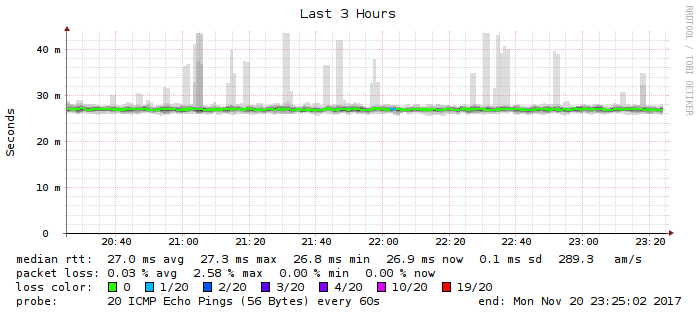 Last 3 Hours
RRDTOOL / TOBI OETIKER
Seconds
40 m
30 m
20 m
10 m
0
20:40 21:00 21:20 21:40 22:00 22:20 22:40 23:00 23:20
median rtt: 27.0 ms avg 27.3 ms max 26.8 ms min 26.9 ms now 0.1 ms sd 289.3 am/s
packet loss: 0.03 % avg 2.58 % max 0.00 % min 0.00 % now
loss color: 0 1/20 2/20 3/20 4/20 10/20 19/20
probe: 20 ICMP Echo Pings (56 Bytes) every 60s end: Mon Nov 20 23:25:02 2017